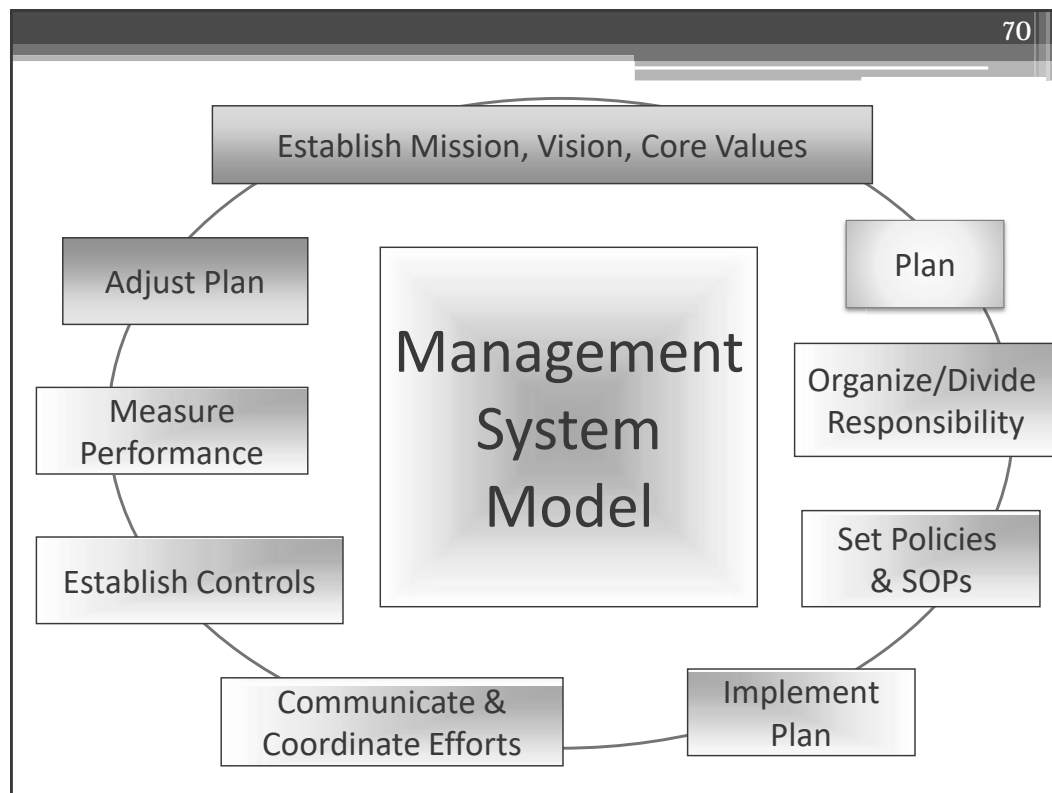 70
Establish Mission, Vision, Core Values
Plan
Organize/Divide
Responsibility
Set Policies
& SOPs
Implement
Plan
Communicate &
Coordinate Efforts
Establish Controls
Measure
Performance
Adjust Plan
Management
System
Model